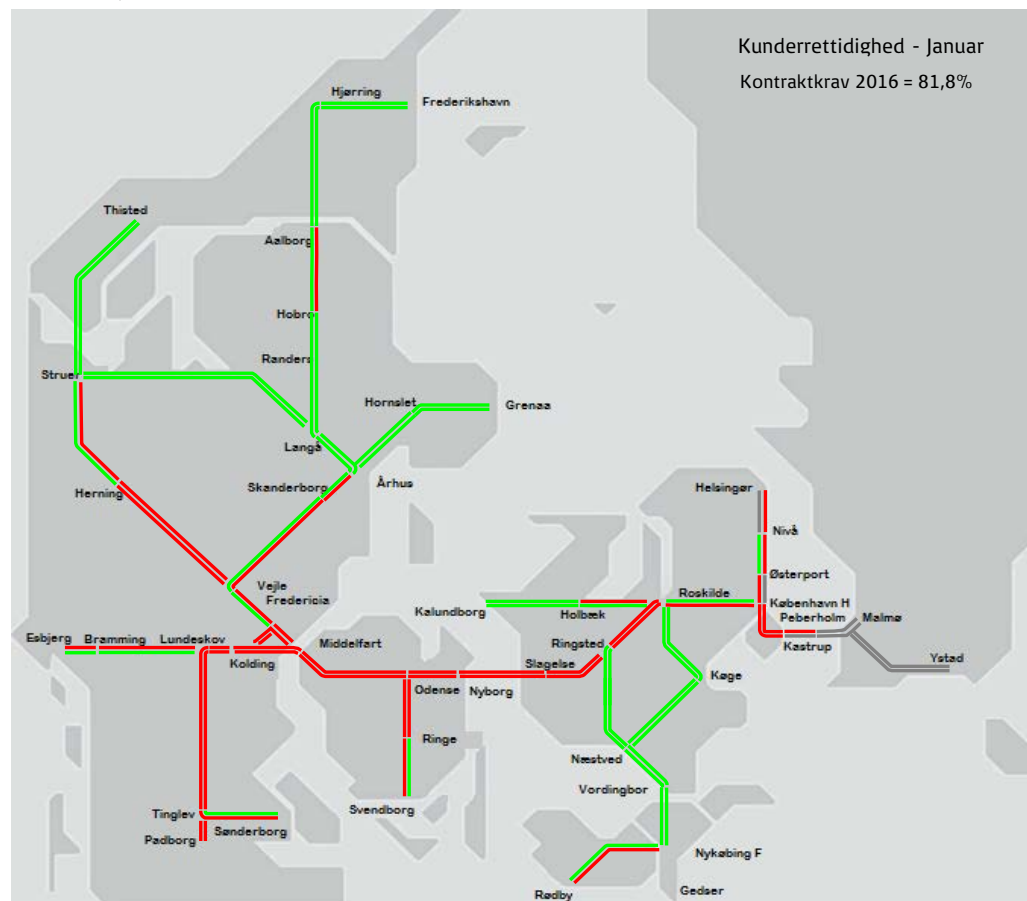 Kunderrettidighed - Januar
Kontraktkrav 2016 = 81,8%
Hjørring
Frederikshavn
Thisted
Aalborg
Hobro
Randers
Struer
Hornslet
Grenaa
Langå
Århus
Skanderborg
Herning
Helsingør
Nivå
Østerport
Vejle
Fredericia
Roskilde
København H
Kalundborg
Holbæk
Peberholm
Malmø
Esbjerg
Bramming
Lundeskov
Middelfart
Ringsted
Kastrup
Kolding
Slagelse
Ystad
Odense
Nyborg
Køge
Ringe
Næstved
Vordingbor
Svendborg
Tinglev
Sønderborg
Padborg
Nykøbing F
Rødby
Gedser